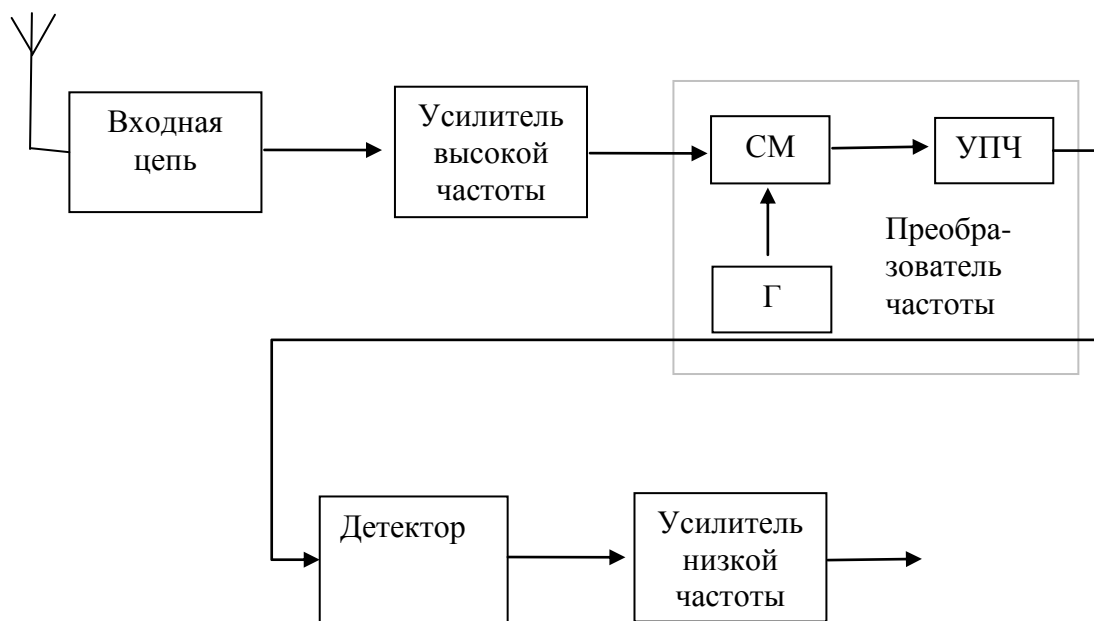 Входная
цепь
Усилитель
высокой
частоты
СМ
УПЧ
Преобра-
зователь
частоты
Г
Детектор
Усилитель
низкой
частоты